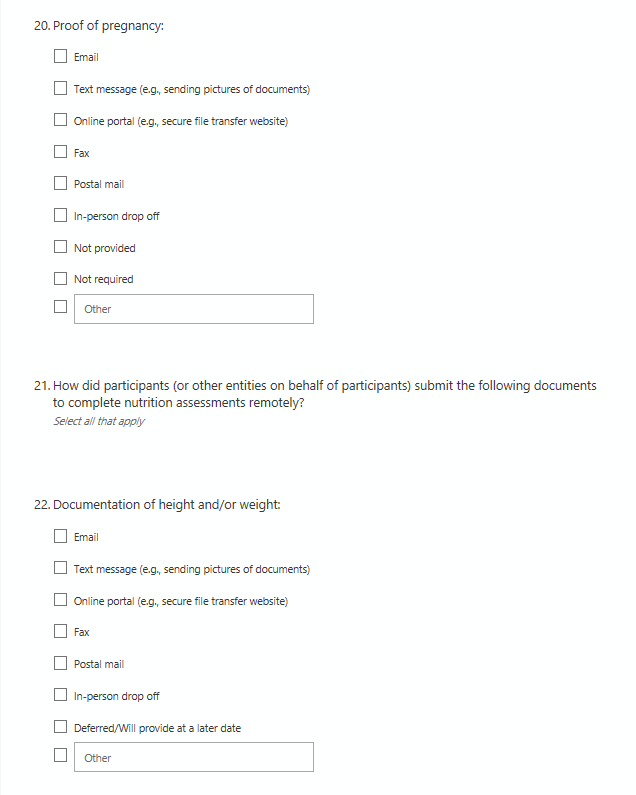 20. Proof of pregnancy:
Email
Text message (e.g., sending pictures of documents)
Online portal (e.g., secure file transfer website)
Fax
Postal mail
In-person drop off
Not provided
Not required
Other
21. How did participants (or other entities on behalf of participants) submit the following documents
to complete nutrition assessments remotely?
Select all that apply
22. Documentation of height and/or weight:
Email
Text message (e.g., sending pictures of documents)
Online portal (e.g., secure file transfer website)
Fax
Postal mail
In-person drop off
Deferred/Will provide at a later date
Other